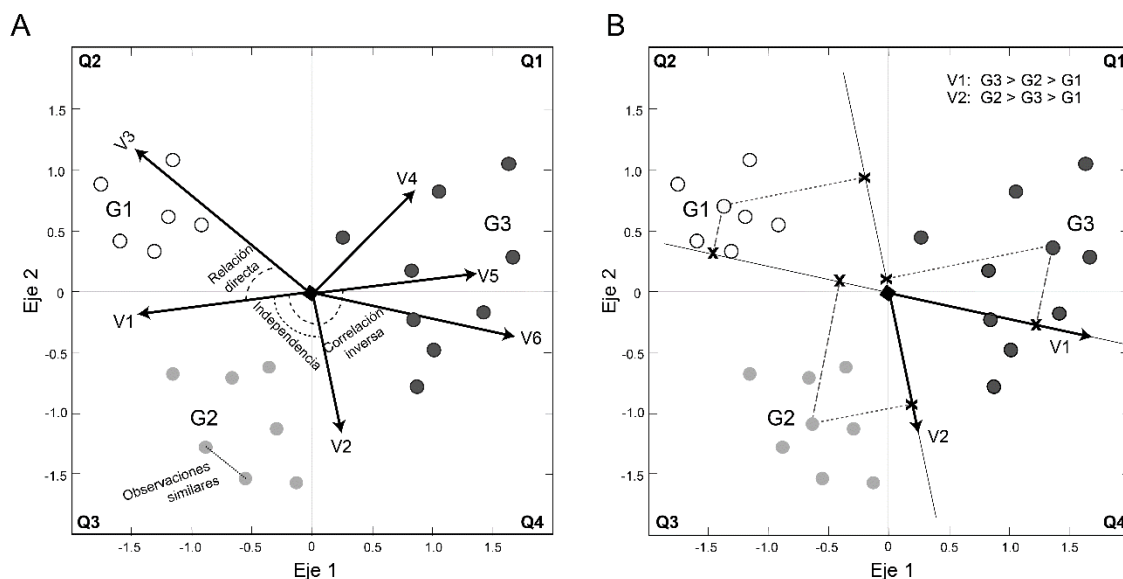 A
Q2
Q1
1.5
1.0
0.5
0
-0.5
-1.0
-1.5
Eje 2
V3
V4
G1
G3
Relación
directa
V5
V1
Independencia
Correlación
inversa
V6
G2
V2
Observaciones
similares
Q3
Q4
-1.5
-1.0
-0.5
0
0.5
1.0
1.5
Eje 1
B
Q2
Q1
V1: G3 > G2 > G1
V2: G2 > G3 > G1
1.5
1.0
0.5
0
-0.5
-1.0
-1.5
Eje 2
G1
G3
V1
G2
V2
Q3
Q4
-1.5
-1.0
-0.5
0
0.5
1.0
1.5
Eje 1